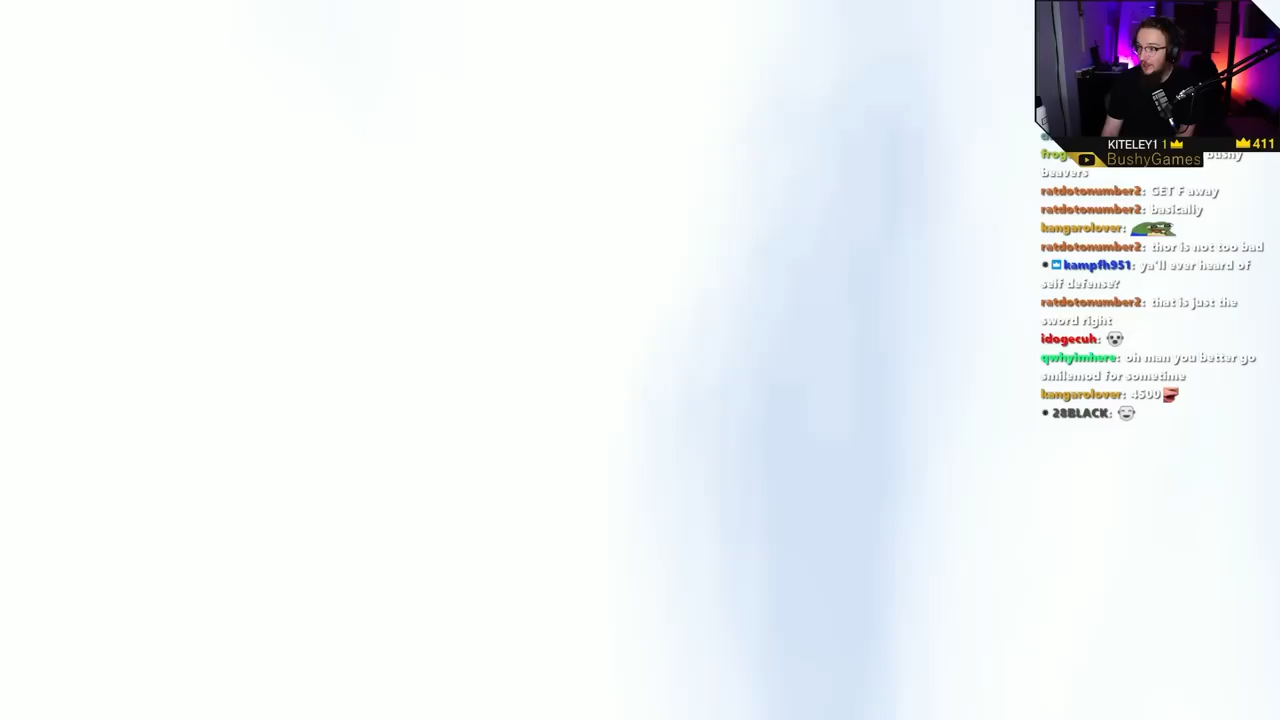 KITELEY1 1 411
BushyGames
frog bushy
beavers
ratdotonumber2: GET F away
ratdotonumber2: basically
kangarolover:
ratdotonumber2: thor is not too bad
kampfh951: ya'll ever heard of
self defense?
ratdotonumber2: that is just the
sword right
idogecuh:
qwhyimhere: oh man you better go
smilemod for sometime
kangarolover: 4500
28BLACK: